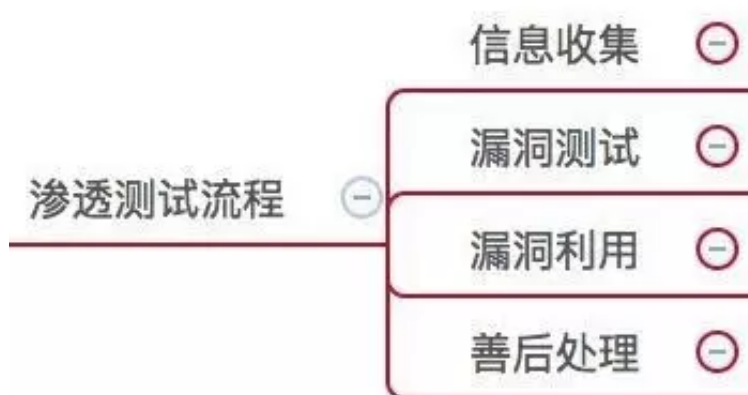 信息收集
漏洞测试
渗透测试流程
漏洞利用
善后处理